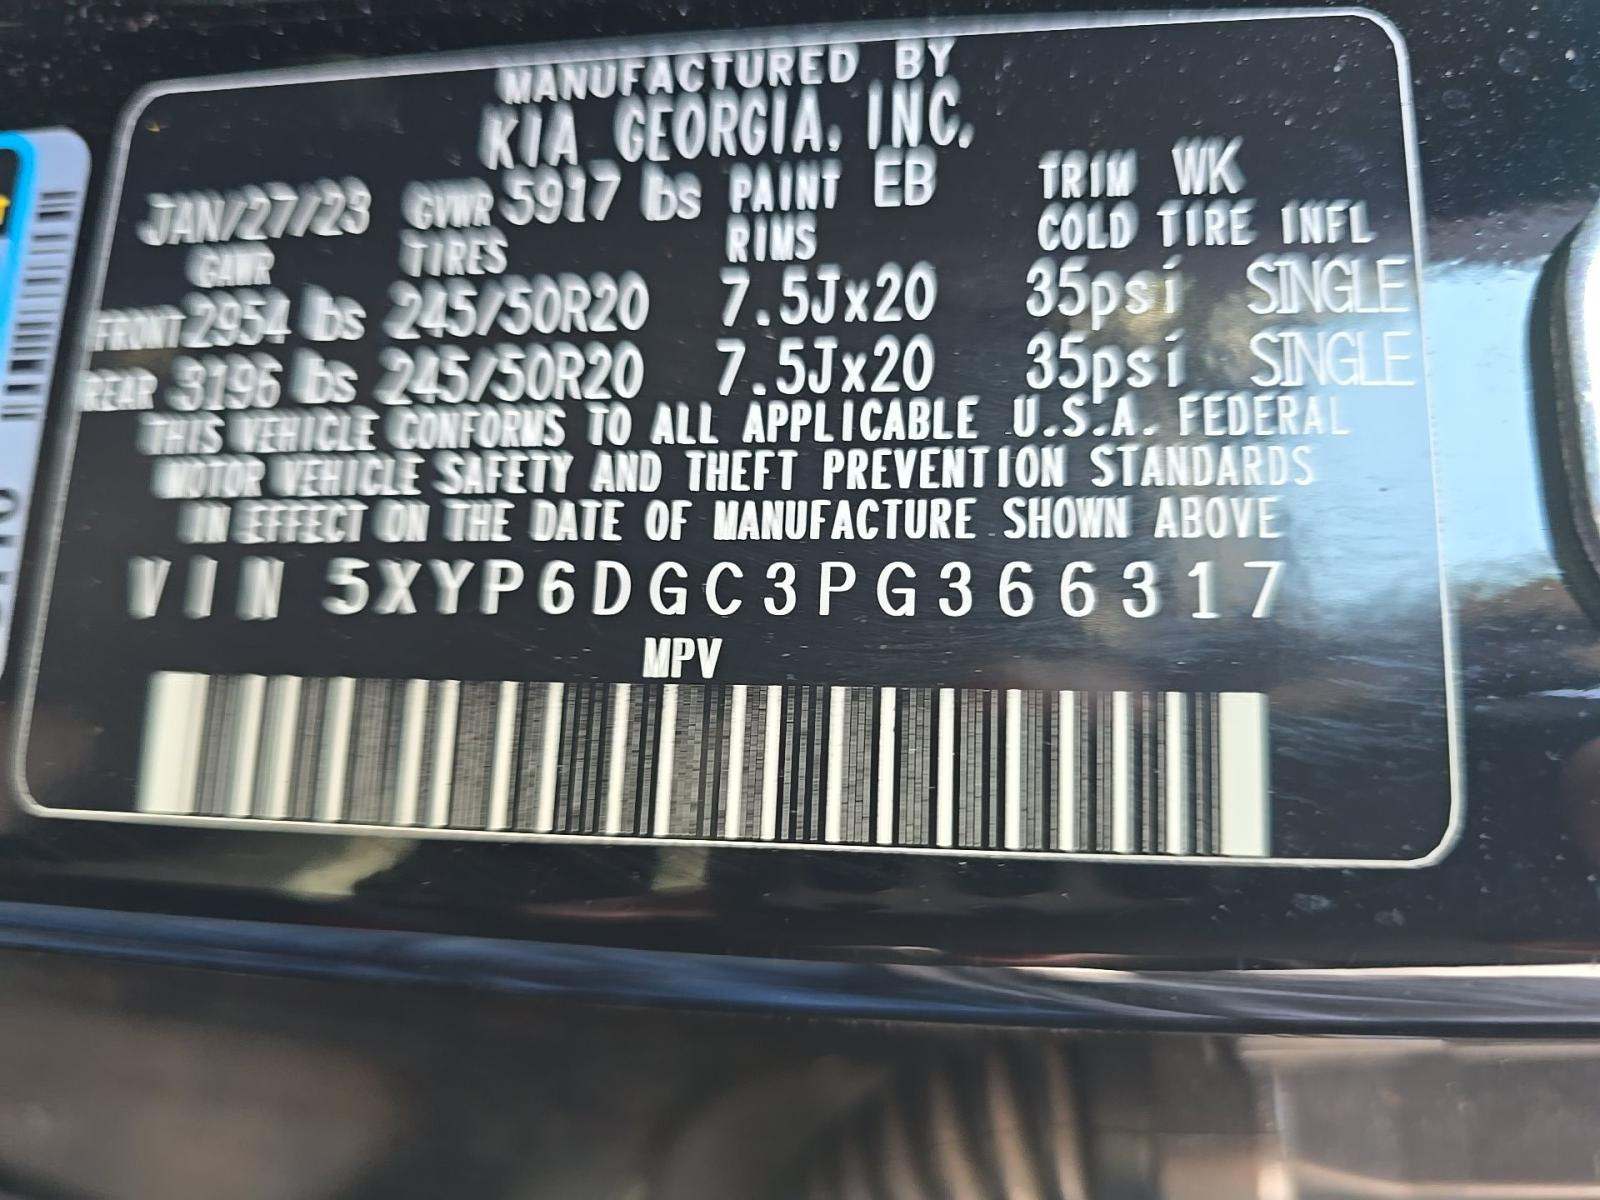 MANUFACTURED BY
KIA GEORGIA, INC.
JAN/27/23 GVWR 5917 lbs PAINT EB TRIM WK
GAWR TIRES RIMS COLD TIRE INFL
FRONT 2954 lbs 245/50R20 7.5Jx20 35psi SINGLE
REAR 3196 lbs 245/50R20 7.5Jx20 35psi SINGLE
THIS VEHICLE CONFORMS TO ALL APPLICABLE U.S.A. FEDERAL
MOTOR VEHICLE SAFETY AND THEFT PREVENTION STANDARDS
IN EFFECT ON THE DATE OF MANUFACTURE SHOWN ABOVE
VIN 5XYP6DGC3PG366317
MPV